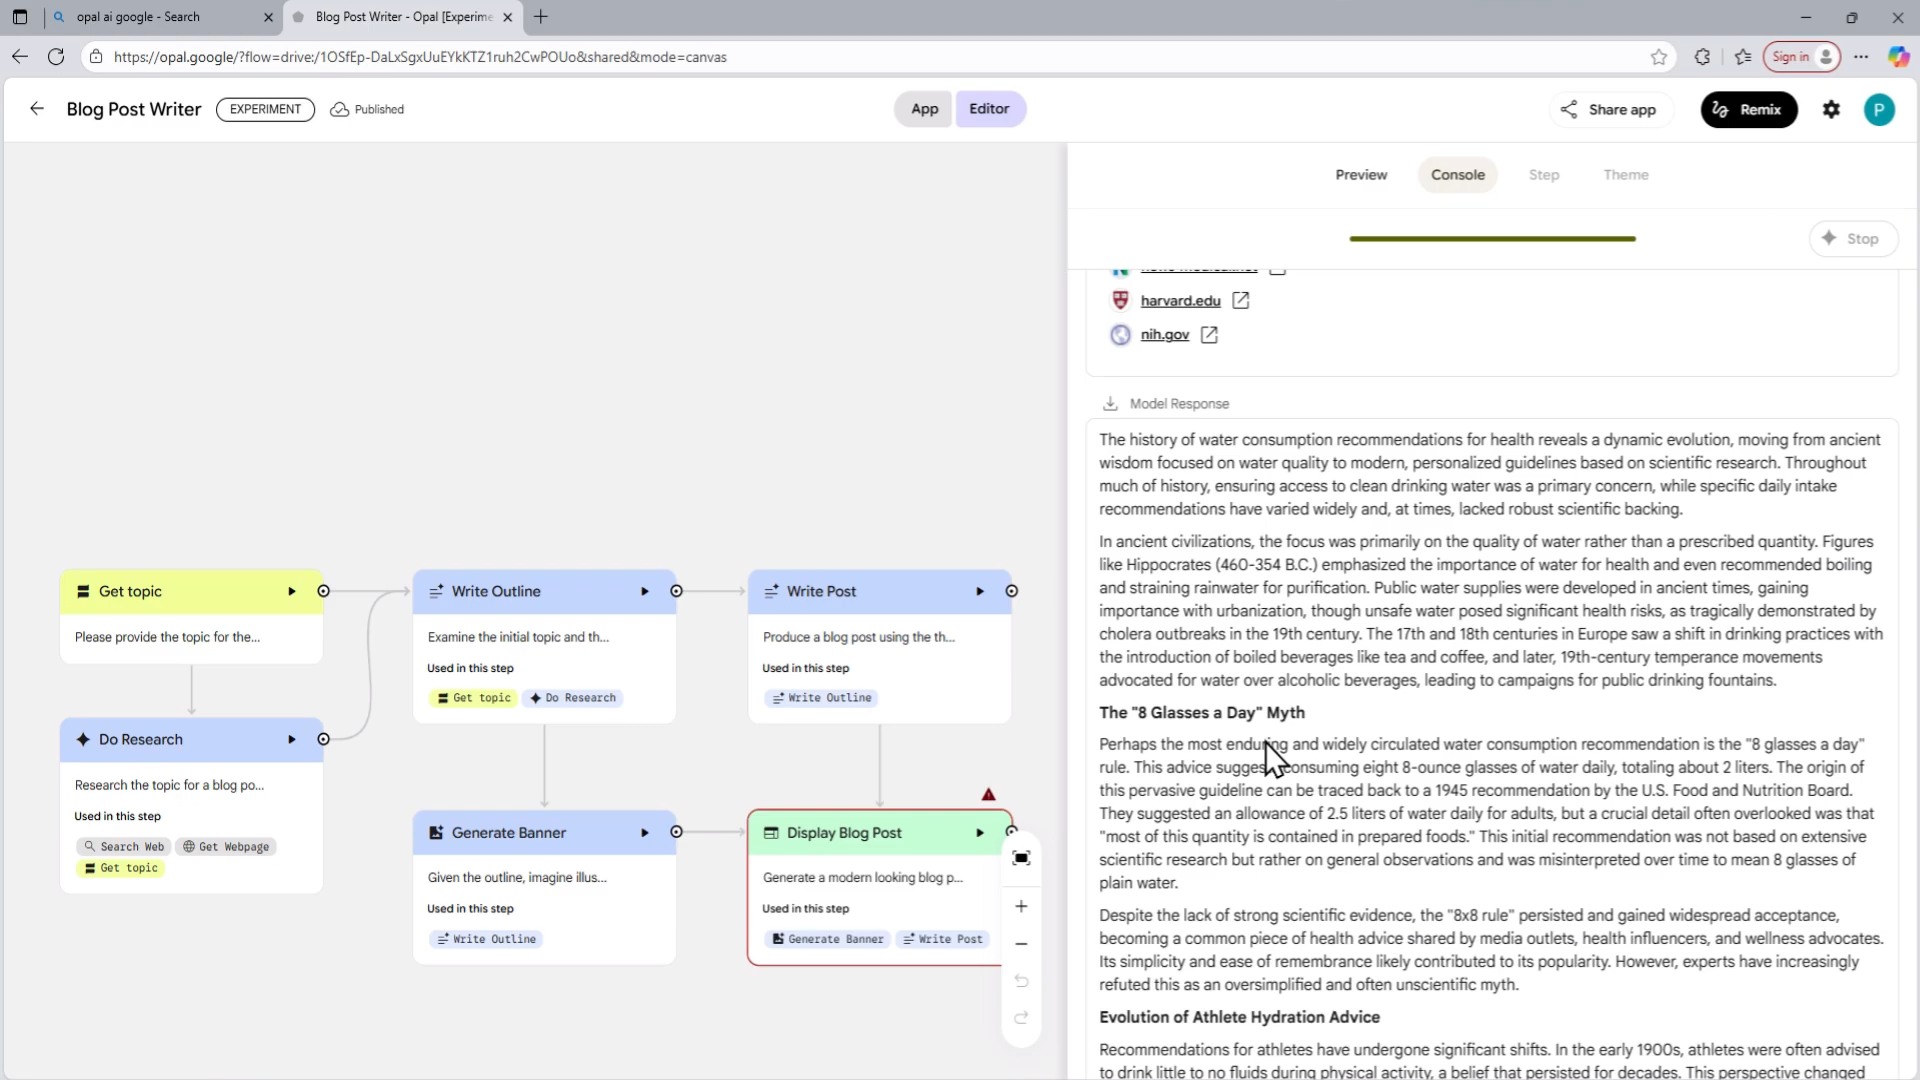 opal ai google - Search
Blog Post Writer - Opal [Experime
https://opal.google/?flow=drive:/1OSfEp-DaLxSgxUuEYkKTZ1ruh2CwPOUo&shared&mode=canvas
Sign in
Blog Post Writer
EXPERIMENT
Published
App
Editor
Share app
Remix
P
Preview
Console
Step
Theme
Stop
harvard.edu
nih.gov
Model Response
The history of water consumption recommendations for health reveals a dynamic evolution, moving from ancient
wisdom focused on water quality to modern, personalized guidelines based on scientific research. Throughout
much of history, ensuring access to clean drinking water was a primary concern, while specific daily intake
recommendations have varied widely and, at times, lacked robust scientific backing.
In ancient civilizations, the focus was primarily on the quality of water rather than a prescribed quantity. Figures
like Hippocrates (460-354 B.C.) emphasized the importance of water for health and even recommended boiling
and straining rainwater for purification. Public water supplies were developed in ancient times, gaining
importance with urbanization, though unsafe water posed significant health risks, as tragically demonstrated by
cholera outbreaks in the 19th century. The 17th and 18th centuries in Europe saw a shift in drinking practices with
the introduction of boiled beverages like tea and coffee, and later, 19th-century temperance movements
advocated for water over alcoholic beverages, leading to campaigns for public drinking fountains.
The "8 Glasses a Day" Myth
Perhaps the most enduring and widely circulated water consumption recommendation is the "8 glasses a day"
rule. This advice sugges consuming eight 8-ounce glasses of water daily, totaling about 2 liters. The origin of
this pervasive guideline can be traced back to a 1945 recommendation by the U.S. Food and Nutrition Board.
They suggested an allowance of 2.5 liters of water daily for adults, but a crucial detail often overlooked was that
"most of this quantity is contained in prepared foods." This initial recommendation was not based on extensive
scientific research but rather on general observations and was misinterpreted over time to mean 8 glasses of
plain water.
Despite the lack of strong scientific evidence, the "8x8 rule" persisted and gained widespread acceptance,
becoming a common piece of health advice shared by media outlets, health influencers, and wellness advocates.
Its simplicity and ease of remembrance likely contributed to its popularity. However, experts have increasingly
refuted this as an oversimplified and often unscientific myth.
Evolution of Athlete Hydration Advice
Recommendations for athletes have undergone significant shifts. In the early 1900s, athletes were often advised
to drink little to no fluids during physical activity, a belief that persisted for decades. This perspective changed
Get topic
Please provide the topic for the...
Do Research
Research the topic for a blog po...
Used in this step
Search Web
Get Webpage
Get topic
Write Outline
Examine the initial topic and th...
Used in this step
Get topic
Do Research
Write Post
Produce a blog post using the th...
Used in this step
Write Outline
Generate Banner
Given the outline, imagine illus...
Used in this step
Write Outline
Display Blog Post
Generate a modern looking blog p...
Used in this step
Generate Banner
Write Post